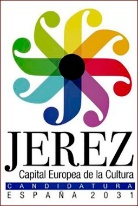 JEREZ
Capital Europea de la Cultura
CANDIDATURA
ESPAÑA 2031